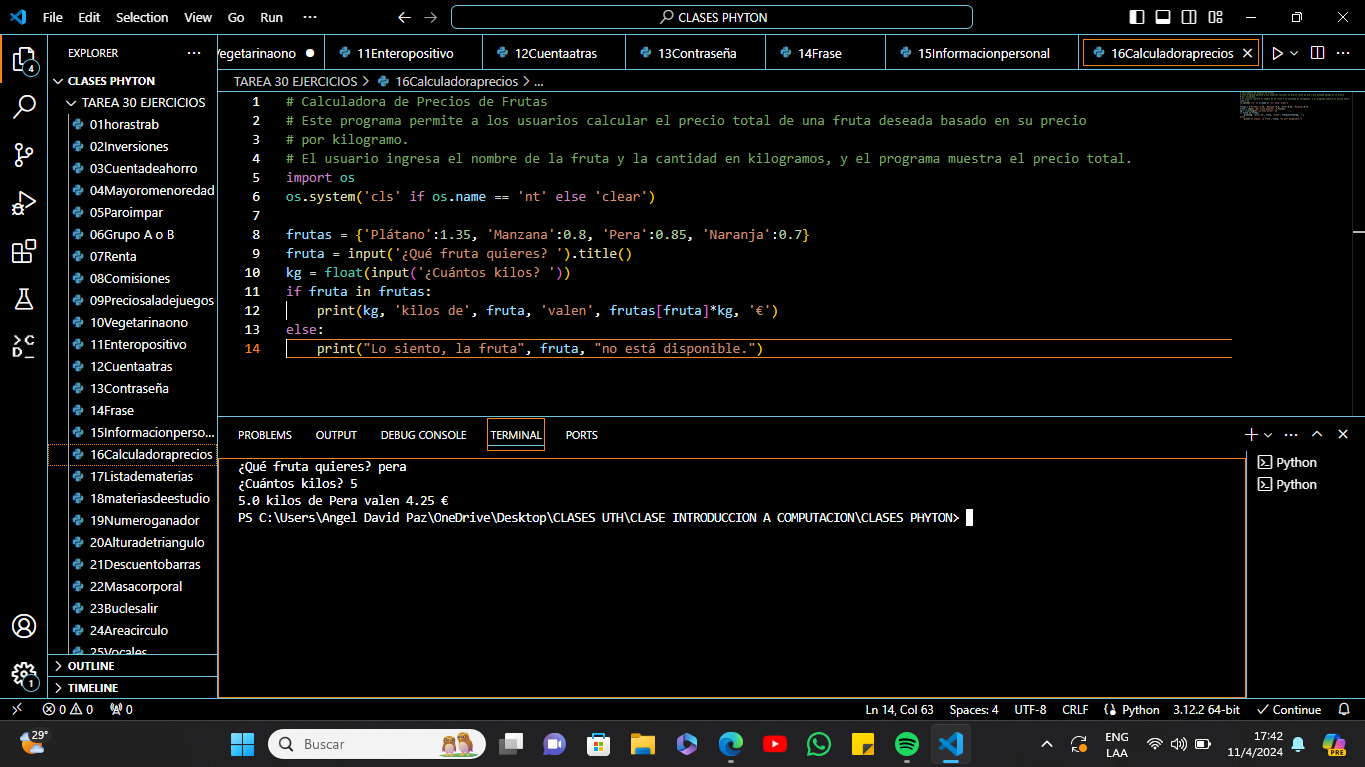 File Edit Selection View Go Run ··· CLASES PHYTON
EXPLORER ···
CLASES PHYTON
TAREA 30 EJERCICIOS
01horastrab
02Inversiones
03Cuentadeahorro
04Mayoromenoredad
05Paroimpar
06Grupo A o B
07Renta
08Comisiones
09Preciosaladejuegos
10Vegetarinaono
11Enteropositivo
12Cuentaatras
13Contraseña
14Frase
15Informacionperso...
16Calculadoraprecios
17Listadematerias
18materiasdeestudio
19Numeroganador
20Alturadetriangulo
21Descuentobarras
22Masacorporal
23Buclesalir
24Areacirculo
25Vocales
OUTLINE
TIMELINE
4
1
Vegetarinaono 11Enteropositivo 12Cuentaatras 13Contraseña 14Frase 15Informacionpersonal 16Calculadoraprecios
TAREA 30 EJERCICIOS > 16Calculadoraprecios > ...
1 # Calculadora de Precios de Frutas
2 # Este programa permite a los usuarios calcular el precio total de una fruta deseada basado en su precio
3 # por kilogramo.
4 # El usuario ingresa el nombre de la fruta y la cantidad en kilogramos, y el programa muestra el precio total.
5 import os
6 os.system('cls' if os.name == 'nt' else 'clear')
7
8 frutas = {'Plátano':1.35, 'Manzana':0.8, 'Pera':0.85, 'Naranja':0.7}
9 fruta = input('¿Qué fruta quieres? ').title()
10 kg = float(input('¿Cuántos kilos? '))
11 if fruta in frutas:
12     print(kg, 'kilos de', fruta, 'valen', frutas[fruta]*kg, '€')
13 else:
14     print("Lo siento, la fruta", fruta, "no está disponible.")
PROBLEMS OUTPUT DEBUG CONSOLE TERMINAL PORTS
¿Qué fruta quieres? pera
¿Cuántos kilos? 5
5.0 kilos de Pera valen 4.25 €
PS C:\Users\Angel David Paz\OneDrive\Desktop\CLASES UTH\CLASE INTRODUCCION A COMPUTACION\CLASES PHYTON>
Python
Python
0 0 0 Ln 14, Col 63 Spaces: 4 UTF-8 CRLF Python 3.12.2 64-bit Continue
29° Buscar ENG 17:42
LAA 11/4/2024 PRE